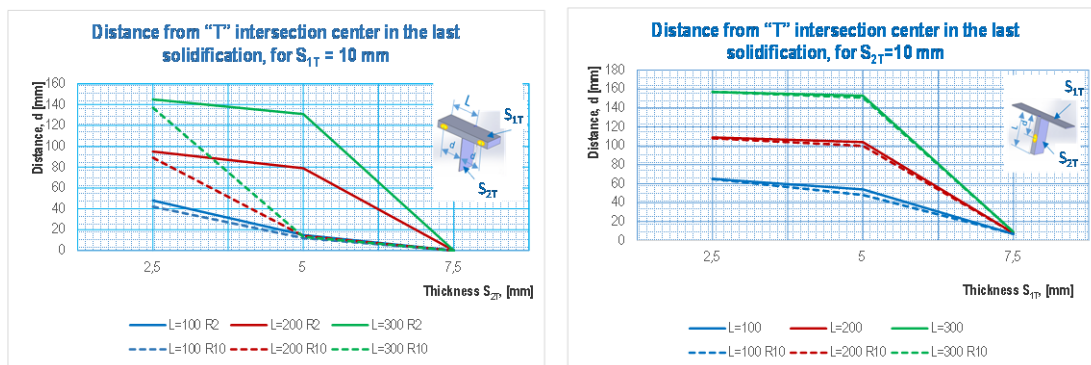 Distance from “T” intersection center in the last
solidification, for S1T = 10 mm
Distance, d [mm]
160
140
120
100
80
60
40
20
0
2,5
5
7,5
L
S1T
d
d
S2T
Thickness S2T, [mm]
L=100 R2
L=200 R2
L=300 R2
L=100 R10
L=200 R10
L=300 R10
Distance from “T” intersection center in the last
solidification, for S2T=10 mm
Distance, d [mm]
180
160
140
120
100
80
60
40
20
0
2,5
5
7,5
S1T
d
L
S2T
Thickness S1T, [mm]
L=100
L=200
L=300
L=100 R10
L=200 R10
L=300 R10